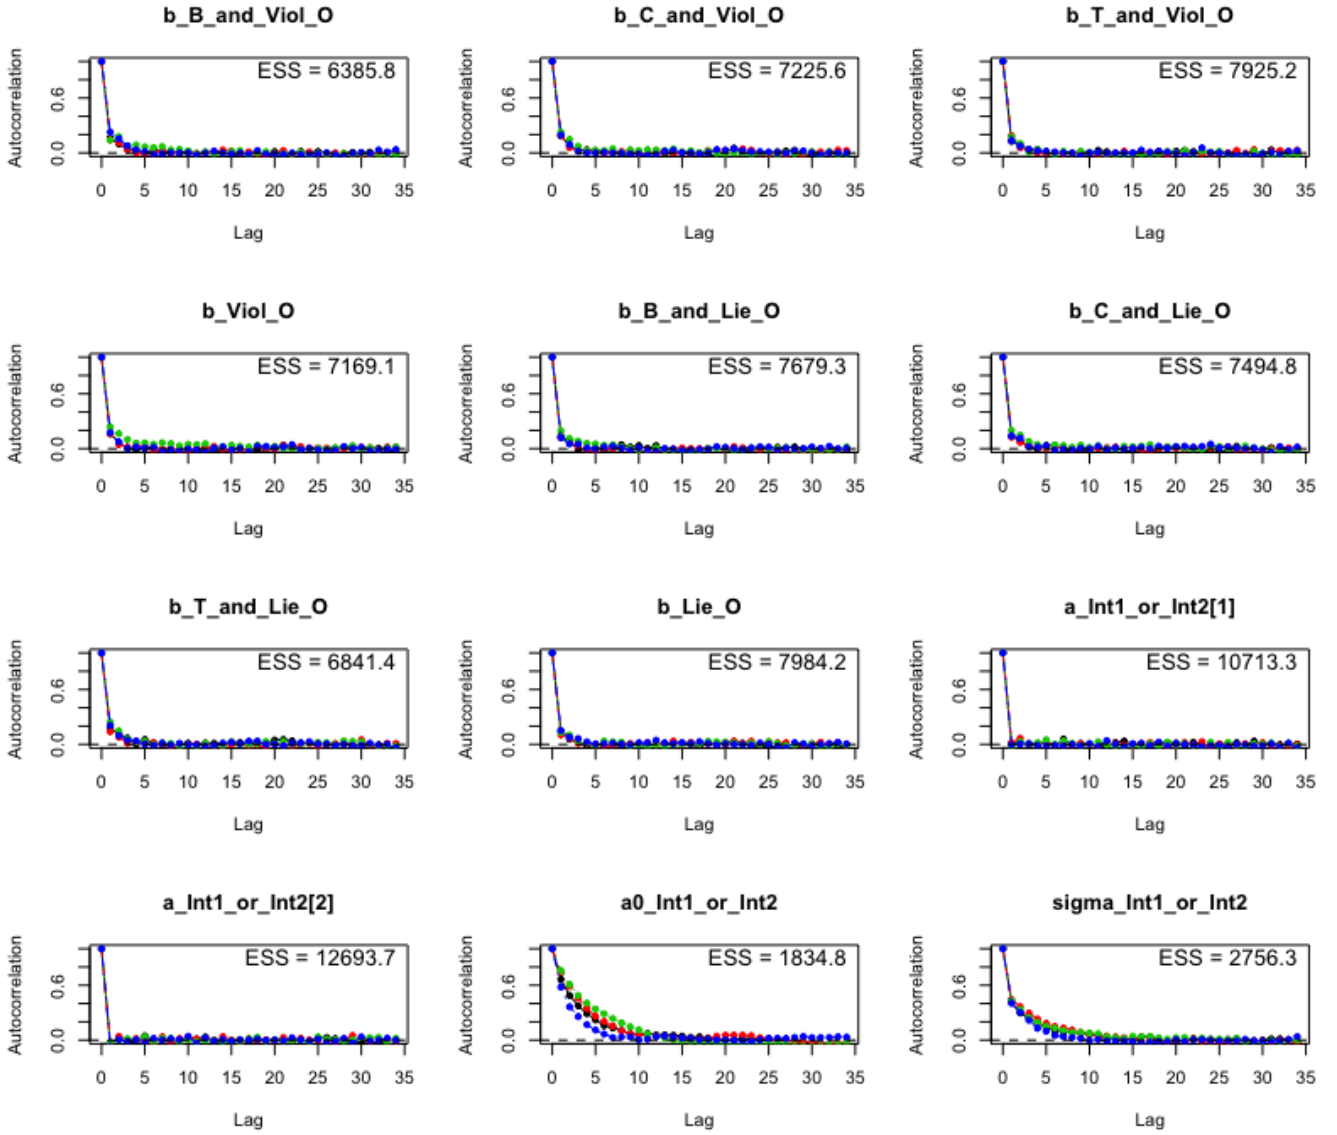 b_B_and_Viol_O b_C_and_Viol_O b_T_and_Viol_O
ESS = 6385.8 ESS = 7225.6 ESS = 7925.2
Autocorrelation Autocorrelation Autocorrelation
0.6 0.6 0.6
0.0 0.0 0.0
0 5 10 15 20 25 30 35 0 5 10 15 20 25 30 35 0 5 10 15 20 25 30 35
Lag Lag Lag
b_Viol_O b_B_and_Lie_O b_C_and_Lie_O
ESS = 7169.1 ESS = 7679.3 ESS = 7494.8
Autocorrelation Autocorrelation Autocorrelation
0.6 0.6 0.6
0.0 0.0 0.0
0 5 10 15 20 25 30 35 0 5 10 15 20 25 30 35 0 5 10 15 20 25 30 35
Lag Lag Lag
b_T_and_Lie_O b_Lie_O a_Int1_or_Int2[1]
ESS = 6841.4 ESS = 7984.2 ESS = 10713.3
Autocorrelation Autocorrelation Autocorrelation
0.6 0.6 0.6
0.0 0.0 0.0
0 5 10 15 20 25 30 35 0 5 10 15 20 25 30 35 0 5 10 15 20 25 30 35
Lag Lag Lag
a_Int1_or_Int2[2] a0_Int1_or_Int2 sigma_Int1_or_Int2
ESS = 12693.7 ESS = 1834.8 ESS = 2756.3
Autocorrelation Autocorrelation Autocorrelation
0.6 0.6 0.6
0.0 0.0 0.0
0 5 10 15 20 25 30 35 0 5 10 15 20 25 30 35 0 5 10 15 20 25 30 35
Lag Lag Lag